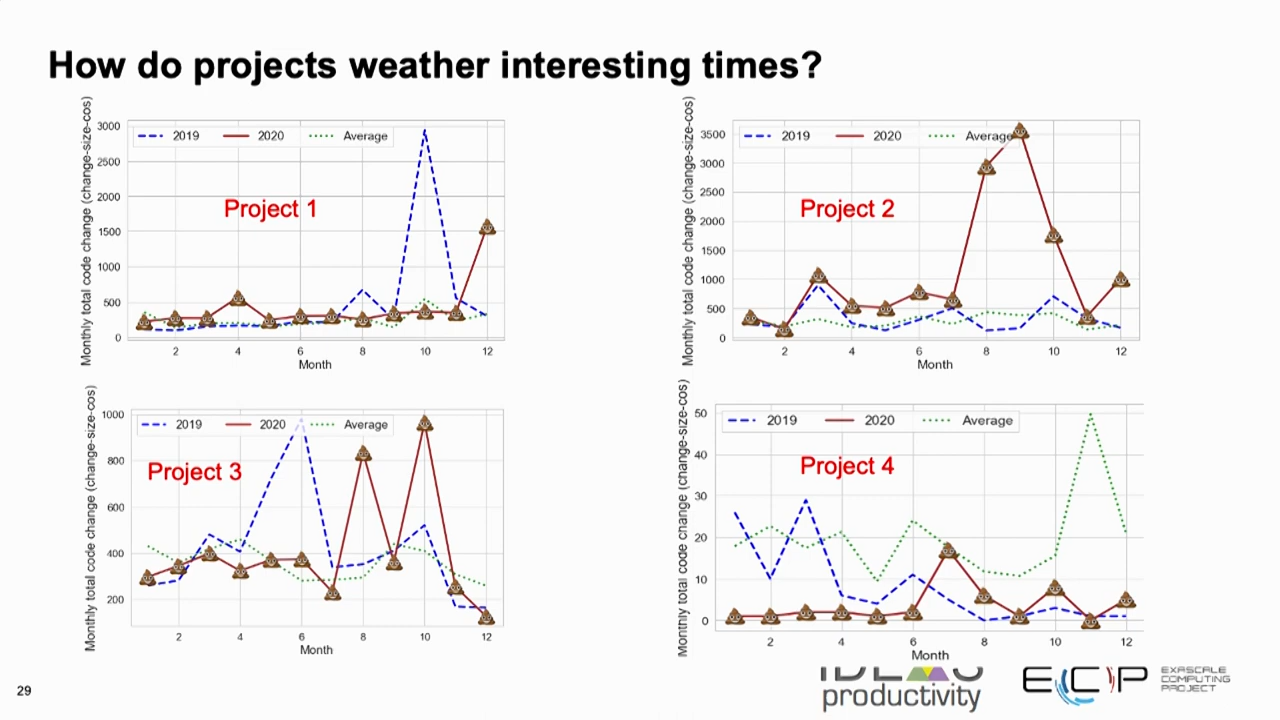 How do projects weather interesting times?
Monthly total code change (change-size-cos)
3000
2500
2000
1500
1000
500
0
2019 2020 Average
Project 1
2 4 6 8 10 12
Month
Monthly total code change (change-size-cos)
3500
3000
2500
2000
1500
1000
500
0
2019 2020 Average
Project 2
2 4 6 8 10 12
Month
Monthly total code change (change-size-cos)
1000
800
600
400
200
2019 2020 Average
Project 3
2 4 6 8 10 12
Month
Monthly total code change (change-size-cos)
50
40
30
20
10
0
2019 2020 Average
Project 4
2 4 6 8 10 12
Month
29
IDEAS
productivity
ECP
EXASCALE
COMPUTING
PROJECT